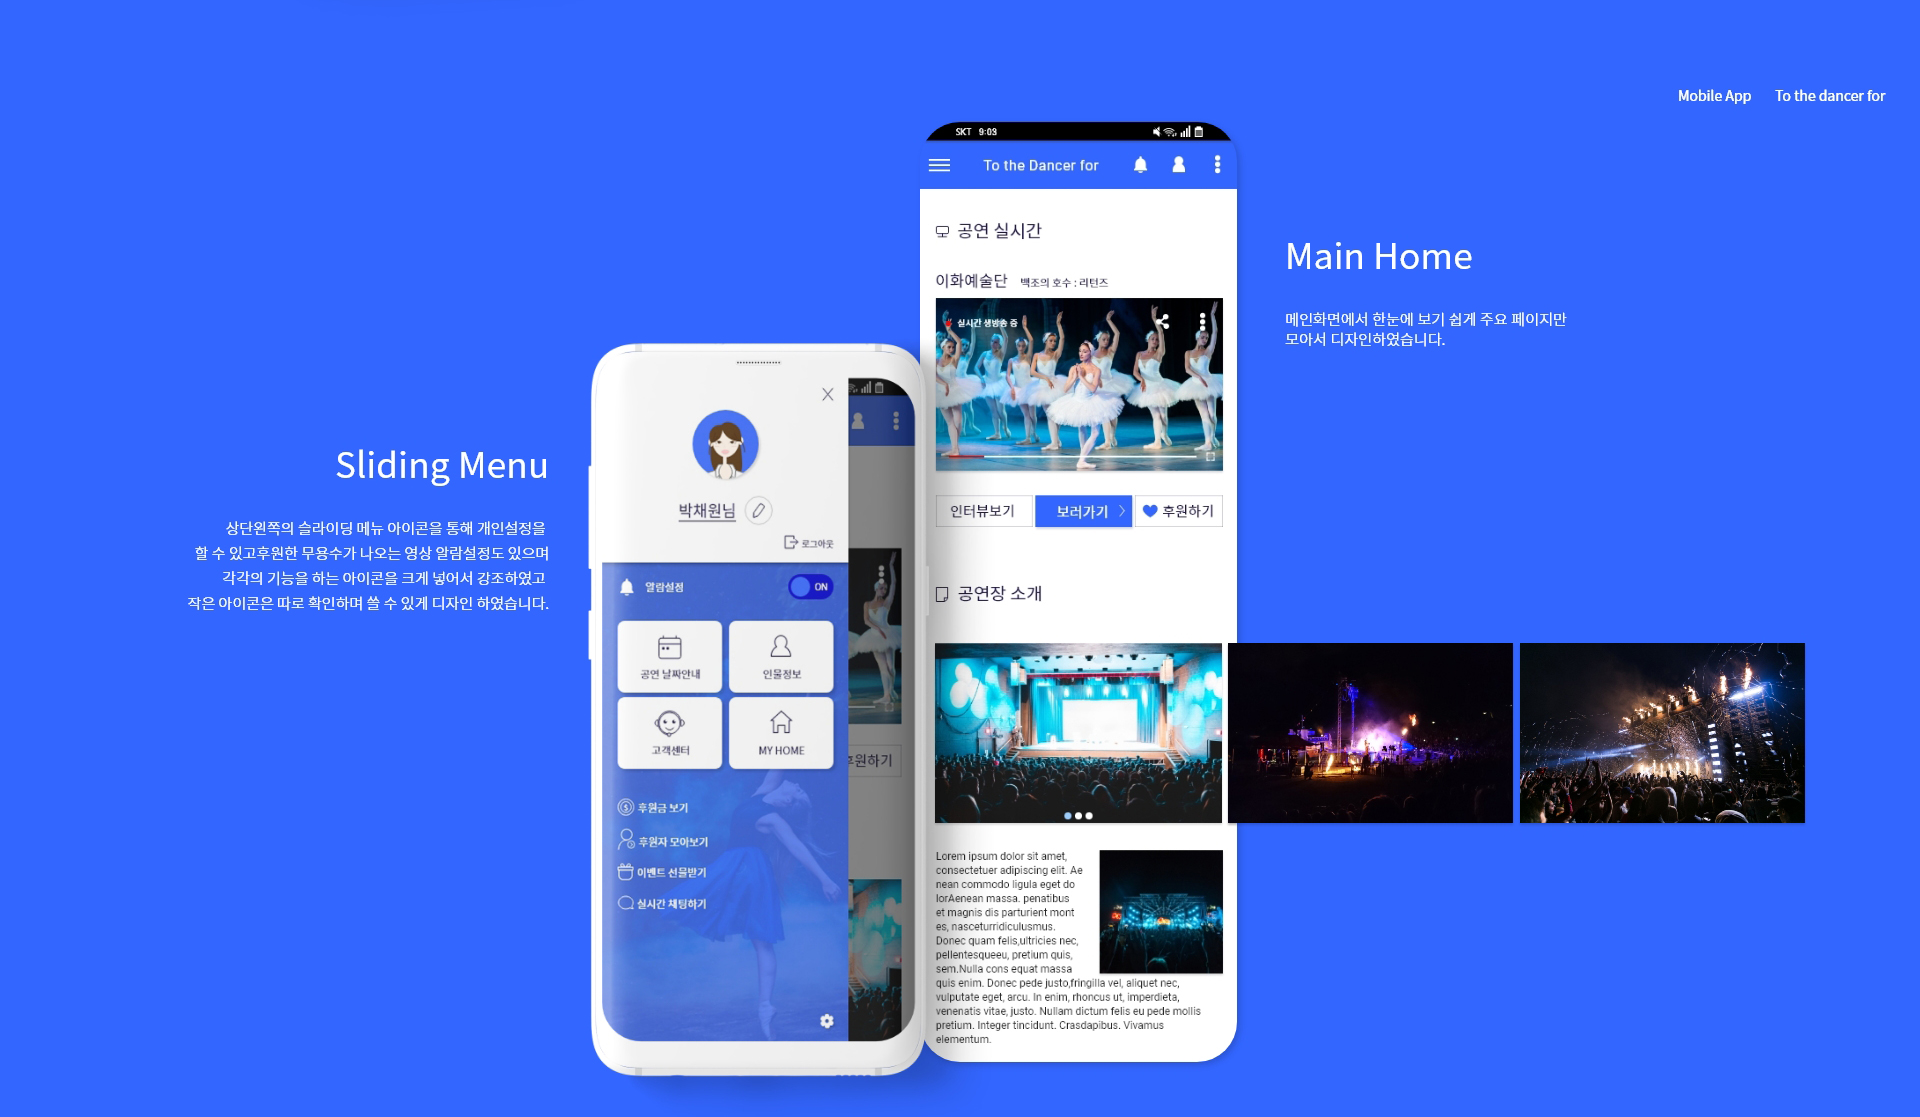 Mobile App
To the dancer for
SKT 9:03
To the Dancer for
공연 실시간
이화예술단 백조의 호수 : 리턴즈
실시간 생방송 중
인터뷰보기
보러가기
후원하기
공연장 소개
Lorem ipsum dolor sit amet,
consectetuer adipiscing elit. Ae
nean commodo ligula eget do
lorAenean massa. penatibus
et magnis dis parturient mont
es, nasceturridiculusmus.
Donec quam felis,ultricies nec,
pellentesqueeu, pretium quis,
sem.Nulla cons equat massa
quis enim. Donec pede justo,fringilla vel, aliquet nec,
vulputate eget, arcu. In enim, rhoncus ut, imperdieta,
venenatis vitae, justo. Nullam dictum felis eu pede mollis
pretium. Integer tincidunt. Crasdapibus. Vivamus
elementum.
Main Home
메인화면에서 한눈에 보기 쉽게 주요 페이지만
모아서 디자인하였습니다.
Sliding Menu
상단왼쪽의 슬라이딩 메뉴 아이콘을 통해 개인설정을
할 수 있고후원한 무용수가 나오는 영상 알람설정도 있으며
각각의 기능을 하는 아이콘을 크게 넣어서 강조하였고
작은 아이콘은 따로 확인하며 쓸 수 있게 디자인 하였습니다.
박채원님
로그아웃
알람설정
ON
공연 날짜안내
인물정보
고객센터
MY HOME
후원금 보기
후원자 모아보기
이벤트 선물받기
실시간 채팅하기
후원하기